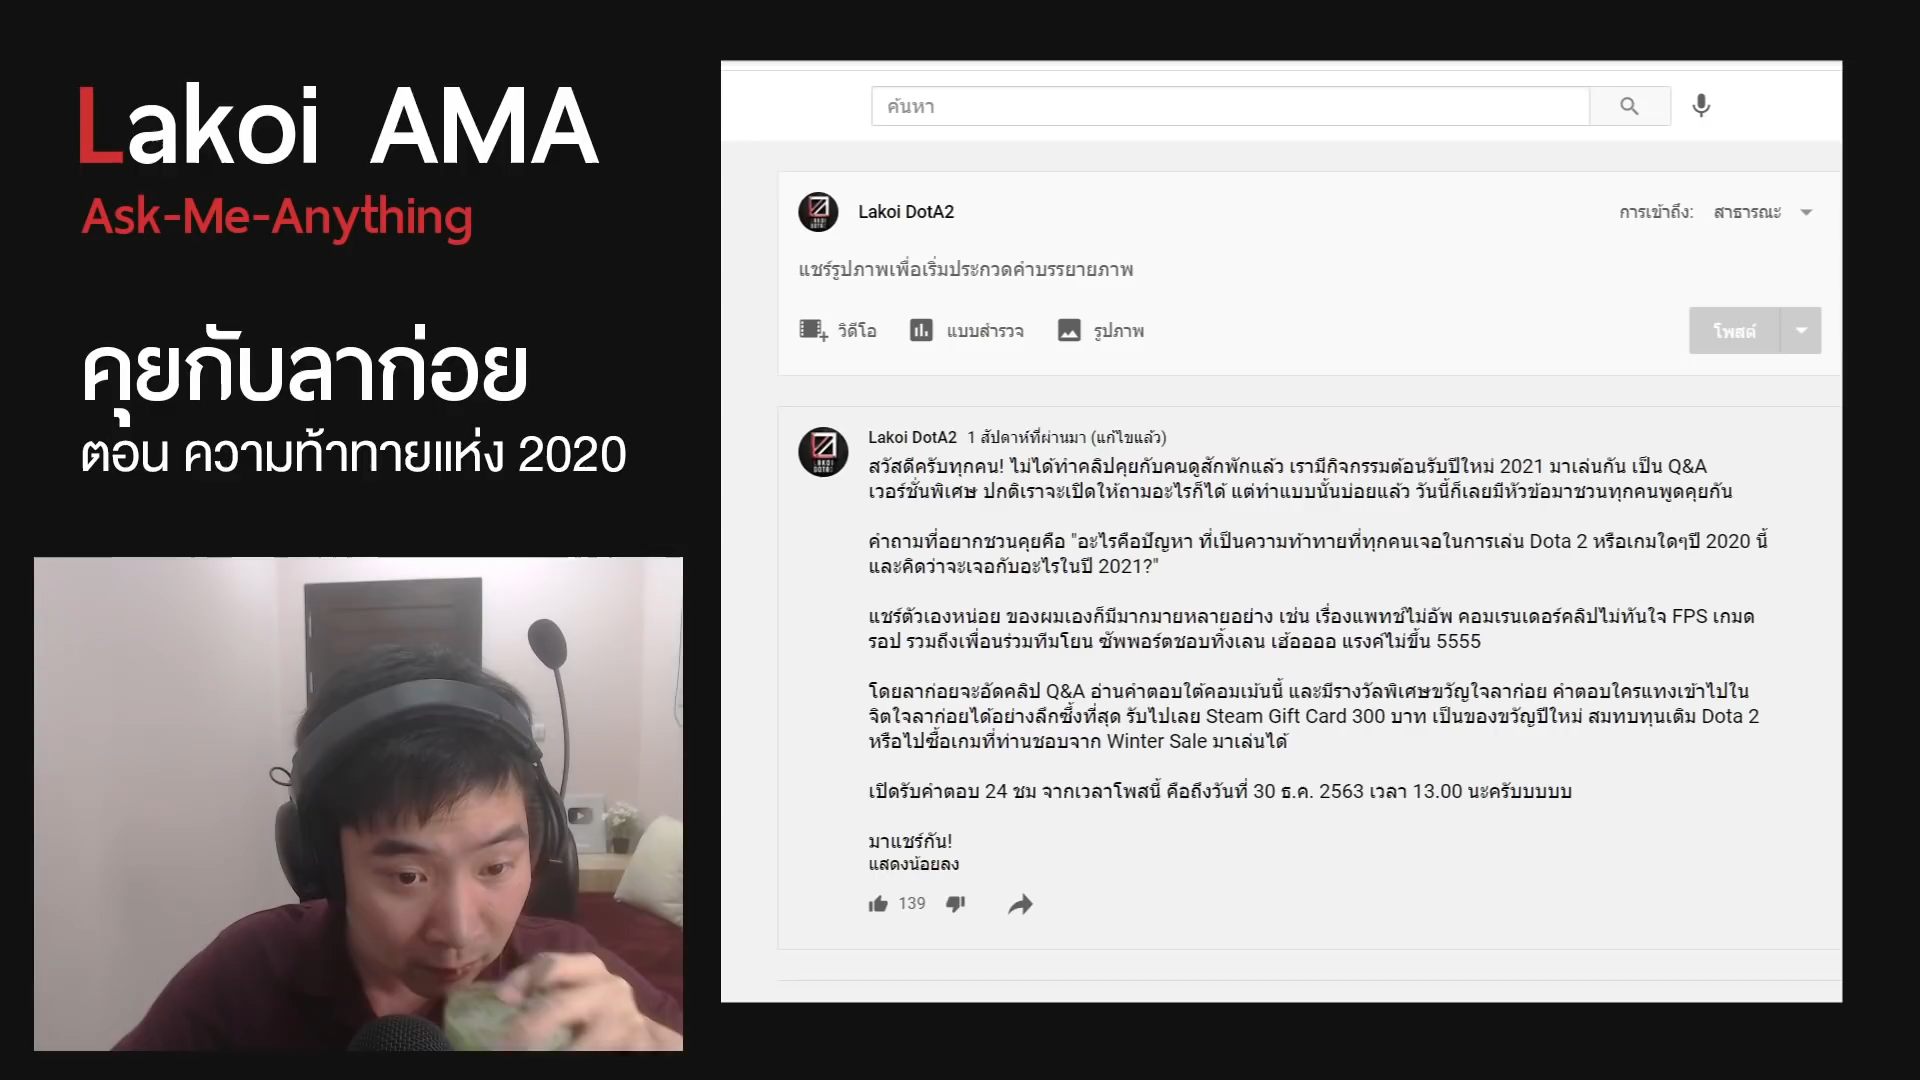 Lakoi AMA
Ask-Me-Anything
คุยกับลาก่อย
ตอน ความท้าทายแห่ง 2020
ค้นหา
Lakoi DotA2
การเข้าถึง: สาธารณะ
แชร์รูปภาพเพื่อเริ่มประกวดคำบรรยายภาพ
วิดีโอ แบบสำรวจ รูปภาพ
โพสต์
Lakoi DotA2 1 สัปดาห์ที่ผ่านมา (แก้ไขแล้ว)
สวัสดีครับทุกคน! ไม่ได้ทำคลิปคุยกับคนดูสักพักแล้ว เรามีกิจกรรมต้อนรับปีใหม่ 2021 มาเล่นกัน เป็น Q&A
เวอร์ชั่นพิเศษ ปกติเราจะเปิดให้ถามอะไรก็ได้ แต่ทำแบบนั้นบ่อยแล้ว วันนี้ก็เลยมีหัวข้อมาชวนทุกคนพูดคุยกัน
คำถามที่อยากชวนคุยคือ "อะไรคือปัญหา ที่เป็นความท้าทายที่ทุกคนเจอในการเล่น Dota 2 หรือเกมใดๆปี 2020 นี้
และคิดว่าจะเจอกับอะไรในปี 2021?"
แชร์ตัวเองหน่อย ของผมเองก็มีมากมายหลายอย่าง เช่น เรื่องแพทช์ไม่อัพ คอมเรนเดอร์คลิปไม่ทันใจ FPS เกมด
รอป รวมถึงเพื่อนร่วมทีมโยน ซัพพอร์ตชอบทิ้งเลน เฮ้ออออ แรงค์ไม่ขึ้น 5555
โดยลาก่อยจะอัดคลิป Q&A อ่านคำตอบใต้คอมเม้นนี้ และมีรางวัลพิเศษขวัญใจลาก่อย คำตอบใครแทงเข้าไปใน
จิตใจลาก่อยได้อย่างลึกซึ้งที่สุด รับไปเลย Steam Gift Card 300 บาท เป็นของขวัญปีใหม่ สมทบทุนเติม Dota 2
หรือไปซื้อเกมที่ท่านชอบจาก Winter Sale มาเล่นได้
เปิดรับคำตอบ 24 ชม จากเวลาโพสนี้ คือถึงวันที่ 30 ธ.ค. 2563 เวลา 13.00 นะครับบบบบ
มาแชร์กัน!
แสดงน้อยลง
139